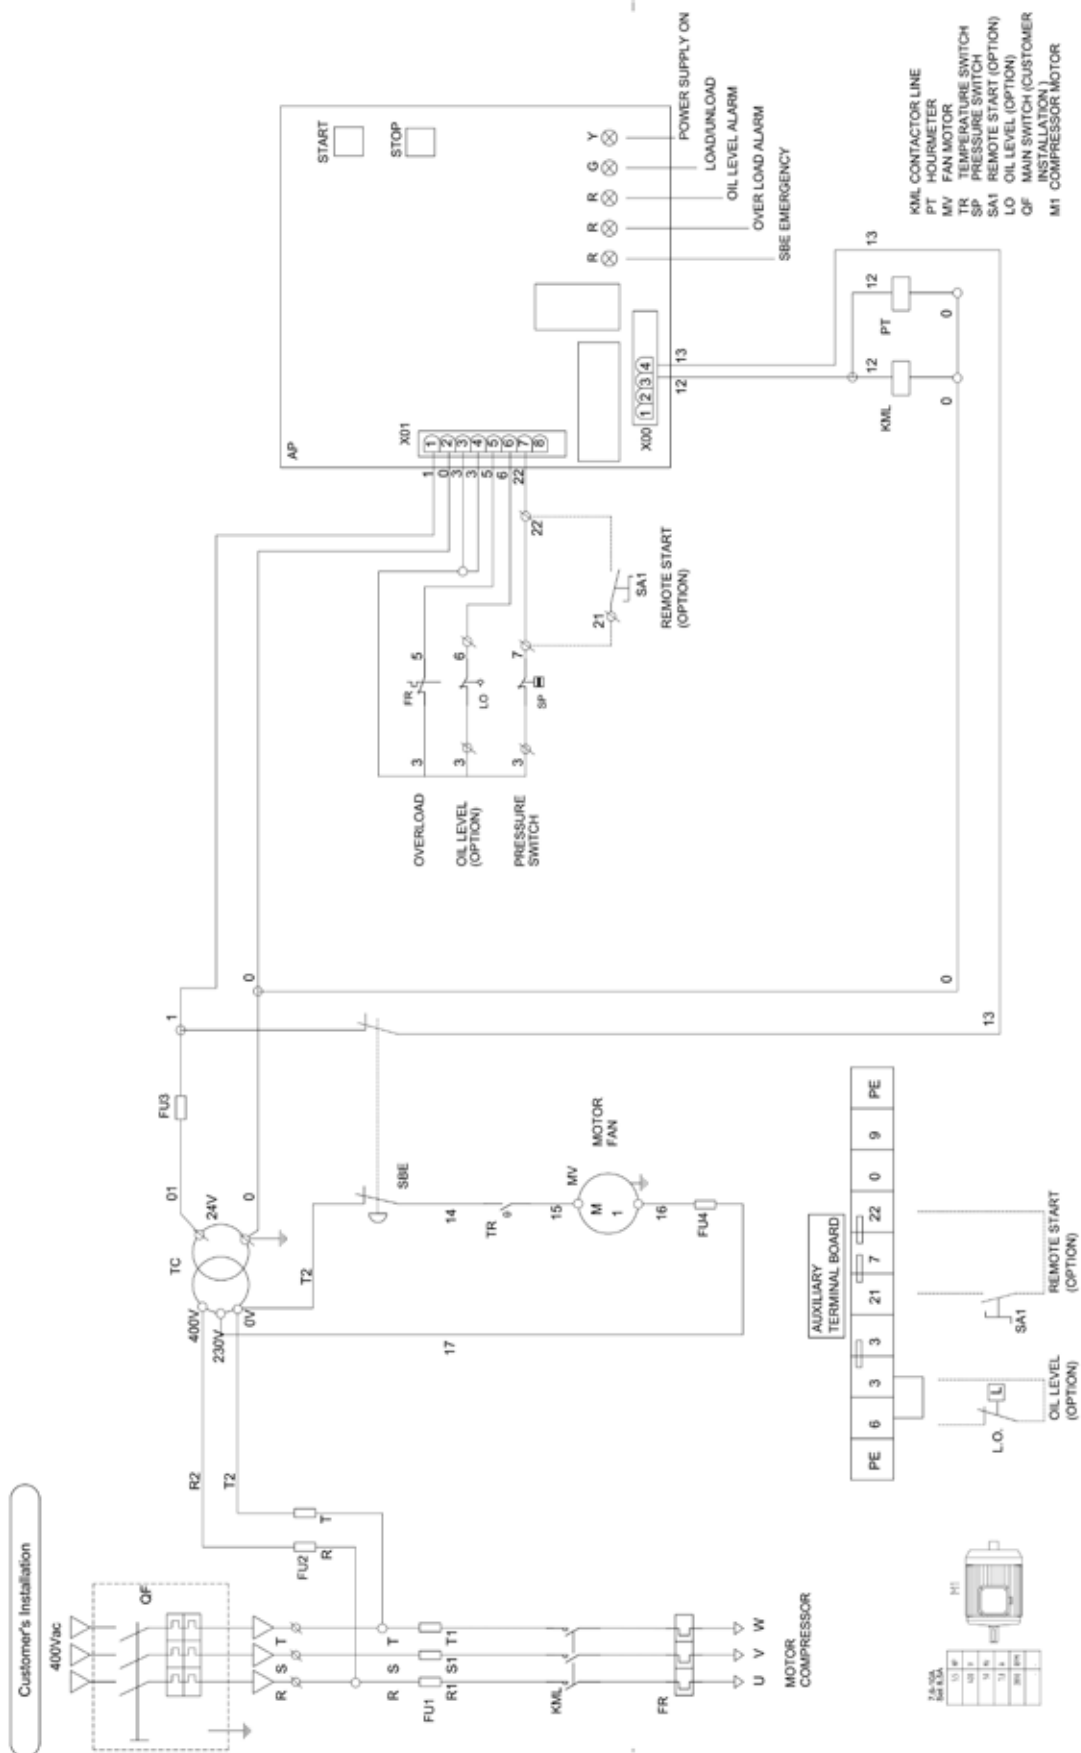 Customer's Installation
400Vac
QF
R
S
T
R
S
T
FU1
R1
S1
T1
KML
FR
U
V
W
MOTOR
COMPRESSOR
FU2
R
T
R2
T2
400V
230V
0V
TC
24V
01
0
FU3
1
0
T2
SBE
14
TR
15
MV
M
1
MOTOR
FAN
16
FU4
17
13
0
OVERLOAD
3
FR
5
OIL LEVEL
(OPTION)
3
LO
6
PRESSURE
SWITCH
3
SP
7
22
21
SA1
REMOTE START
(OPTION)
AP
X01
1
2
3
4
5
6
7
8
1
0
3
3
5
6
22
START
STOP
X00
1 2 3 4
12
13
R
R
R
G
Y
POWER SUPPLY ON
LOAD/UNLOAD
OIL LEVEL ALARM
OVER LOAD ALARM
SBE EMERGENCY
KML
12
0
PT
12
0
13
KML CONTACTOR LINE
PT HOURMETER
MV FAN MOTOR
TR TEMPERATURE SWITCH
SP PRESSURE SWITCH
SA1 REMOTE START (OPTION)
LO OIL LEVEL (OPTION)
QF MAIN SWITCH (CUSTOMER
INSTALLATION )
M1 COMPRESSOR MOTOR
AUXILIARY
TERMINAL BOARD
PE 6 3 3 21 7 22 0 9 PE
L.O.
L
OIL LEVEL
(OPTION)
SA1
REMOTE START
(OPTION)
M1